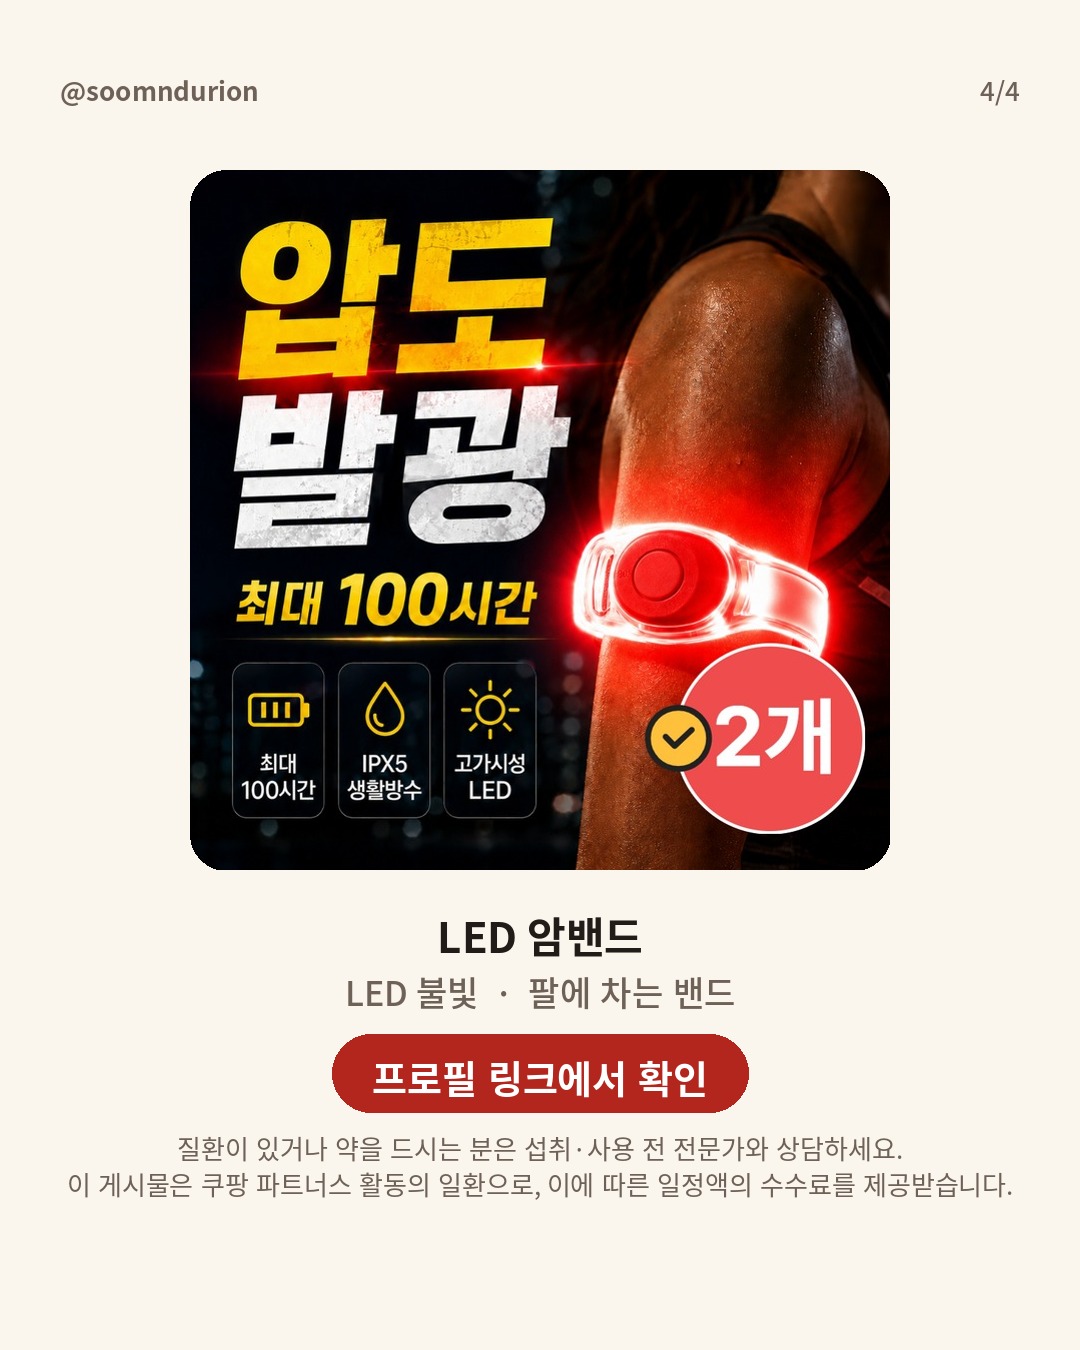 @soomndurion
4/4
압도
발광
최대 100시간
최대
100시간
IPX5
생활방수
고가시성
LED
2개
LED 암밴드
LED 불빛 · 팔에 차는 밴드
프로필 링크에서 확인
질환이 있거나 약을 드시는 분은 섭취·사용 전 전문가와 상담하세요.
이 게시물은 쿠팡 파트너스 활동의 일환으로, 이에 따른 일정액의 수수료를 제공받습니다.